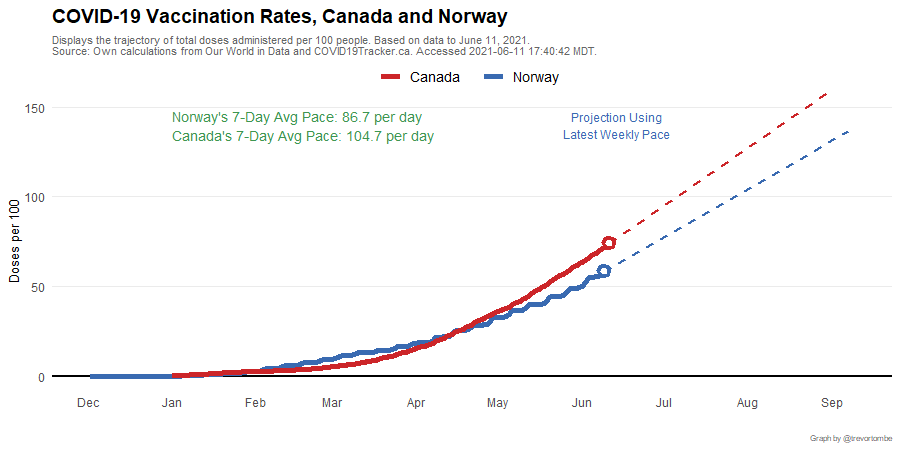 COVID-19 Vaccination Rates, Canada and Norway
Displays the trajectory of total doses administered per 100 people. Based on data to June 11, 2021.
Source: Own calculations from Our World in Data and COVID19Tracker.ca. Accessed 2021-06-11 17:40:42 MDT.
Canada Norway
Norway's 7-Day Avg Pace: 86.7 per day
Canada's 7-Day Avg Pace: 104.7 per day
Projection Using
Latest Weekly Pace
Doses per 100
150
100
50
0
Dec Jan Feb Mar Apr May Jun Jul Aug Sep
Graph by @trevortombe